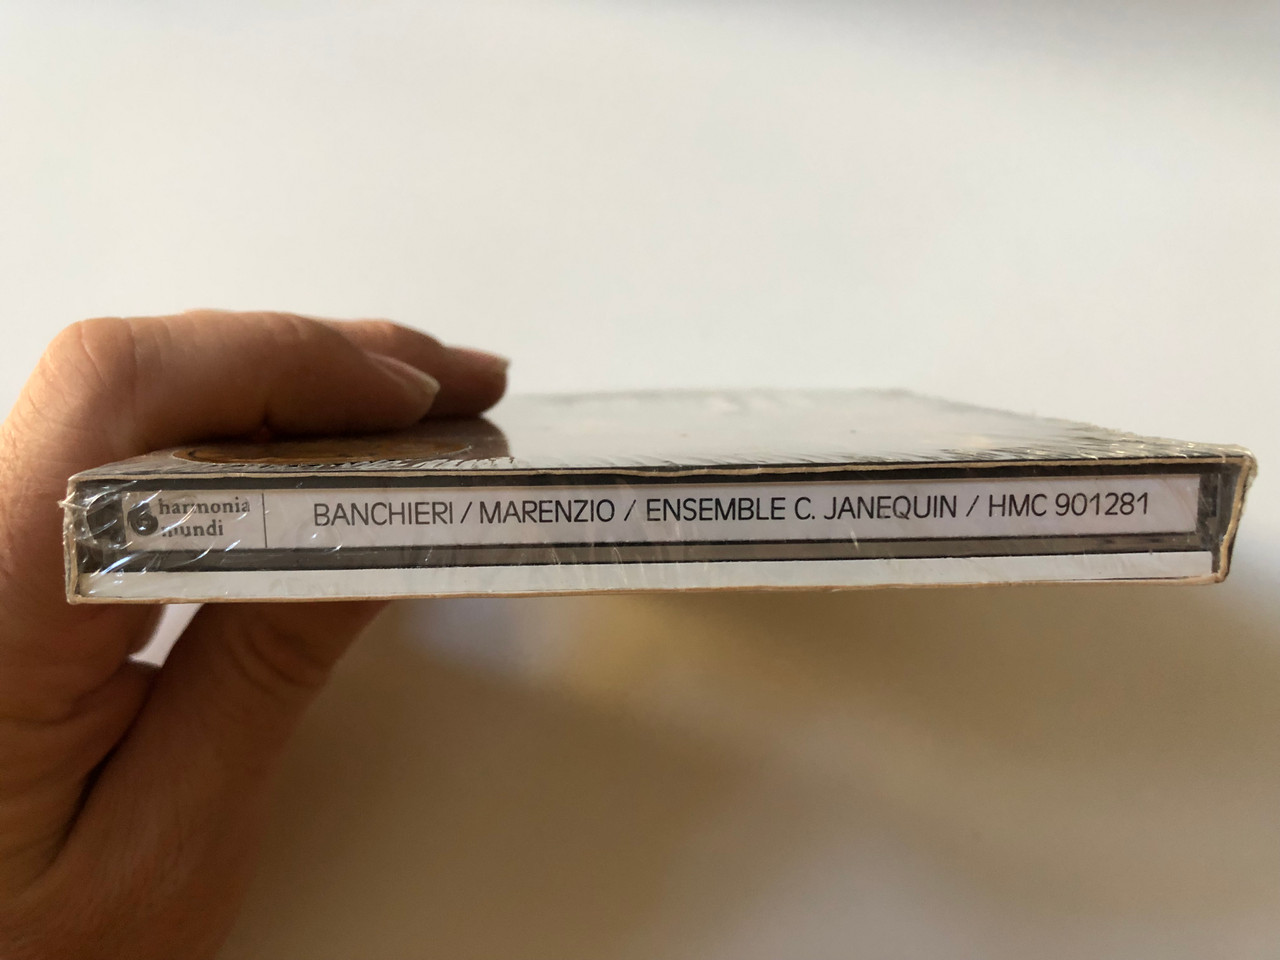 harmonia
mundi
BANCHIERI / MARENZIO / ENSEMBLE C. JANEQUIN / HMC 901281